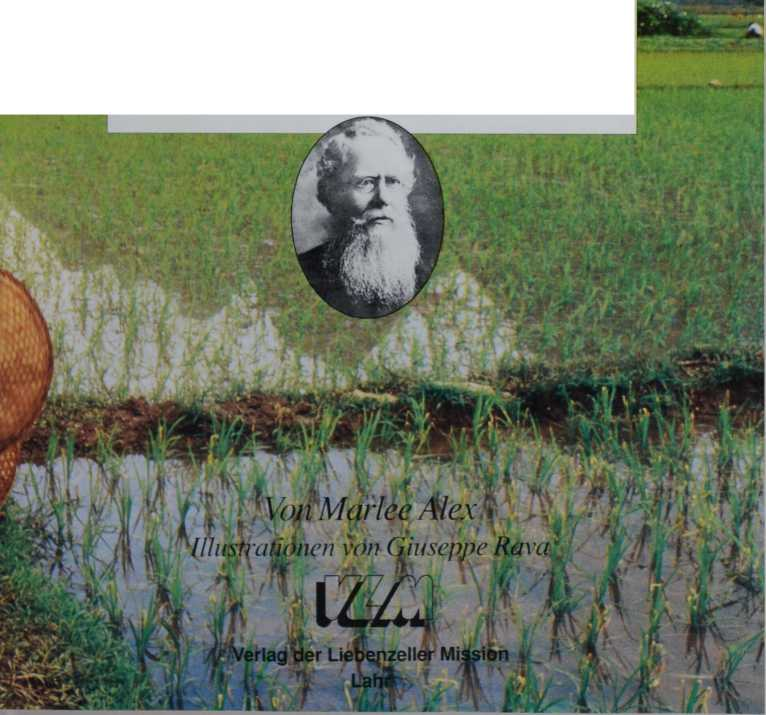 Von Marlee Alex
Illustrationen von Giuseppe Rava
VLM
Verlag der Liebenzeller Mission
Lahr